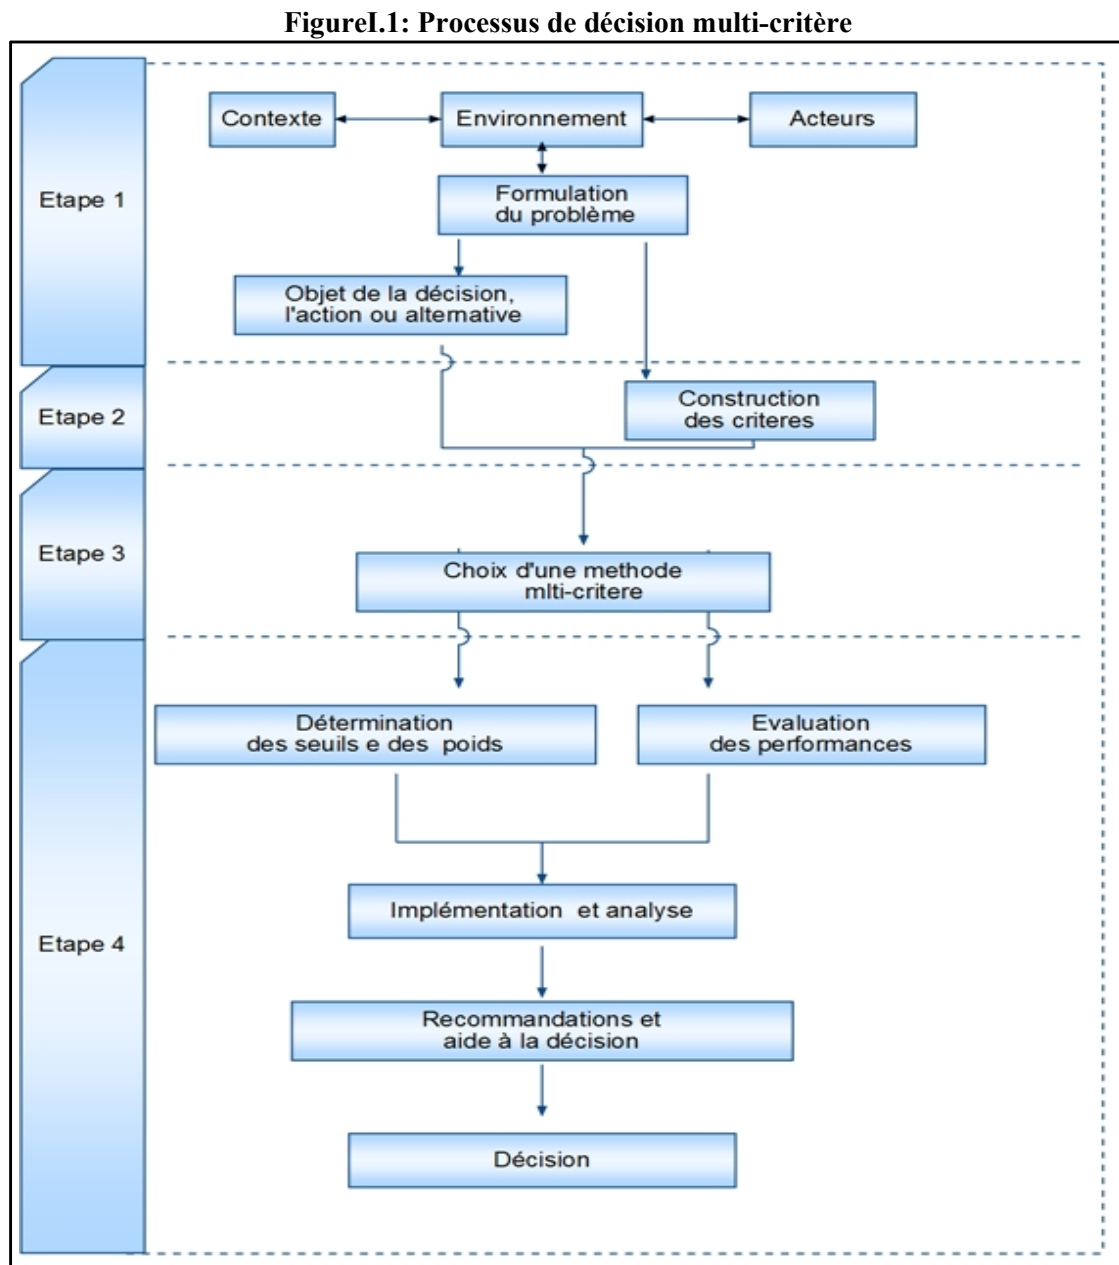 FigureI.1: Processus de décision multi-critère
Etape 1
Contexte
Environnement
Acteurs
Formulation
du problème
Objet de la décision,
l'action ou alternative
Etape 2
Construction
des criteres
Etape 3
Choix d'une methode
mlti-critere
Etape 4
Détermination
des seuils e des poids
Evaluation
des performances
Implémentation et analyse
Recommandations et
aide à la décision
Décision